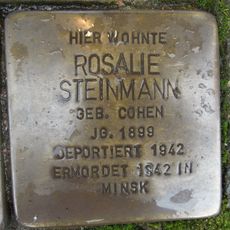 HIER WOHNTE
ROSALIE
STEINMANN
GEB. COHEN
JG. 1899
DEPORTIERT 1942
ERMORDET 1942 IN
MINSK